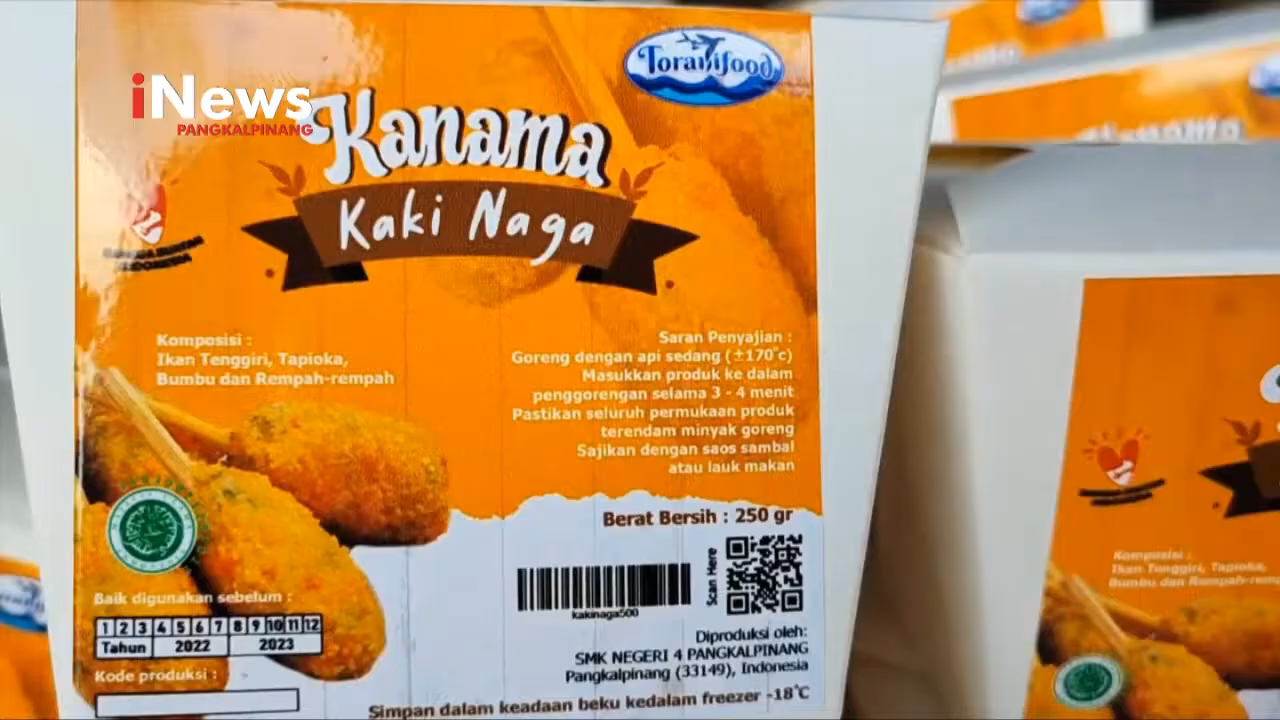 iNews
PANGKALPINANG
Toranifood
Kanama
Kaki Naga
Komposisi :
Ikan Tenggiri, Tapioka,
Bumbu dan Rempah-rempah
Saran Penyajian :
Goreng dengan api sedang (±170°c)
Masukkan produk ke dalam
penggorengan selama 3 - 4 menit
Pastikan seluruh permukaan produk
terendam minyak goreng
Sajikan dengan saos sambal
atau lauk makan
Berat Bersih : 250 gr
Scan Here
kakinaga500
Baik digunakan sebelum :
1 2 3 4 5 6 7 8 9 10 11 12
Tahun 2022 2023
Kode produksi :
Diproduksi oleh:
SMK NEGERI 4 PANGKALPINANG
Pangkalpinang (33149), Indonesia
Simpan dalam keadaan beku kedalam freezer -18°C
Komposisi :
Ikan Tenggiri, Tapioka,
Bumbu dan